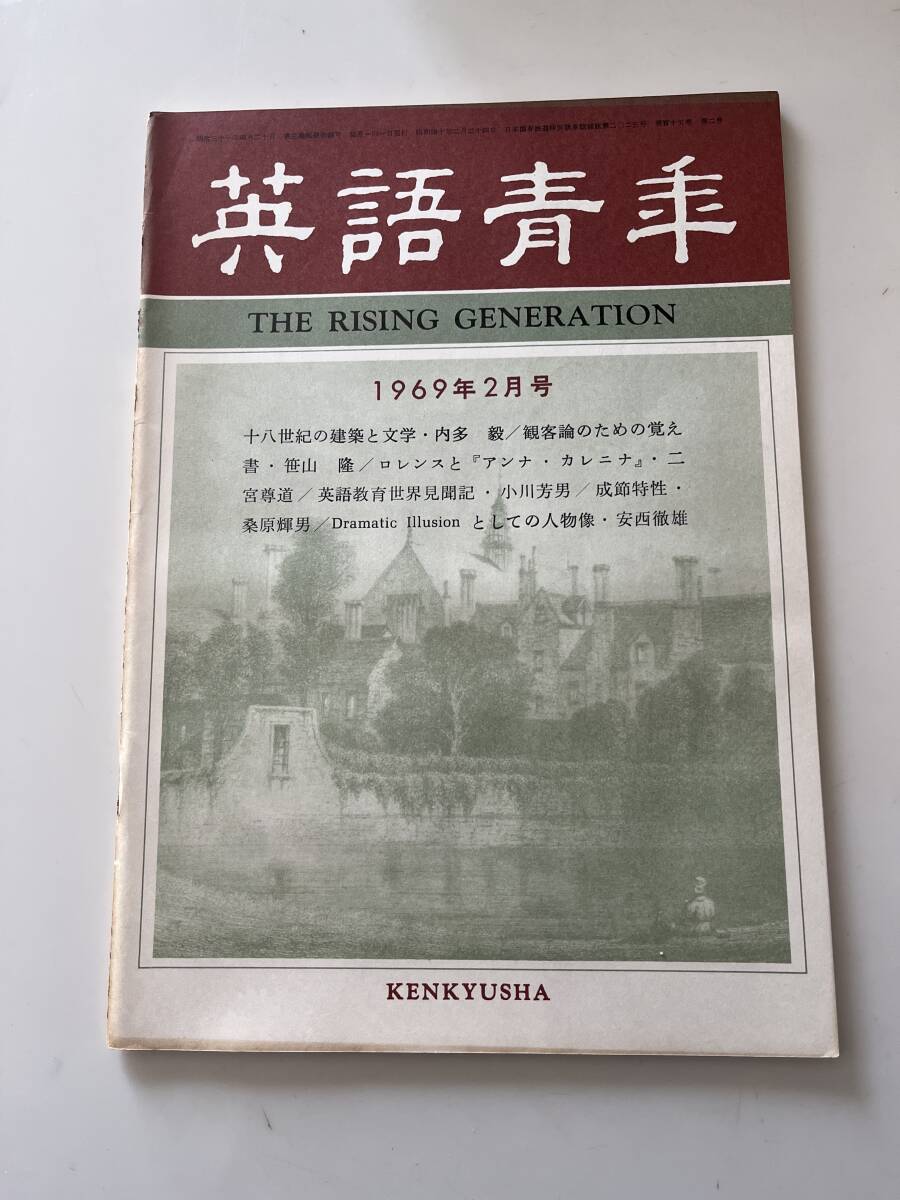 英語青年
THE RISING GENERATION
1969年2月号
十八世紀の建築と文学・内多 毅／観客論のための覚え
書・笹山 隆／ロレンスと『アンナ・カレニナ』・二
宮尊道／英語教育世界見聞記・小川芳男／成節特性・
桑原輝男／Dramatic Illusion としての人物像・安西徹雄
KENKYUSHA